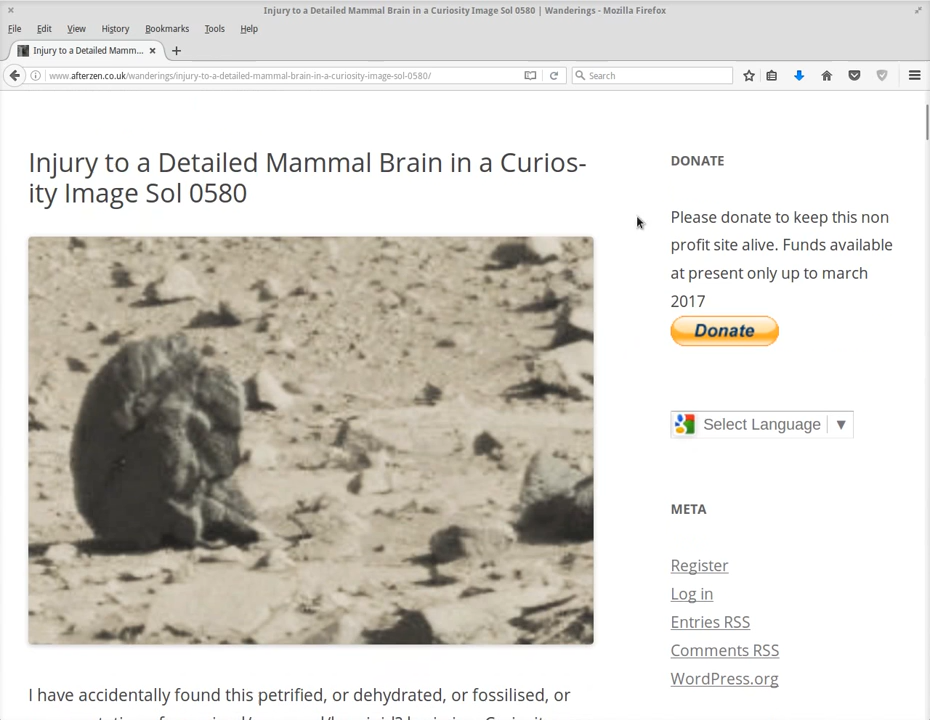 Injury to a Detailed Mammal Brain in a Curiosity Image Sol 0580 | Wanderings - Mozilla Firefox
File Edit View History Bookmarks Tools Help
Injury to a Detailed Mamm...
www.afterzen.co.uk/wanderings/injury-to-a-detailed-mammal-brain-in-a-curiosity-image-sol-0580/
Search
Injury to a Detailed Mammal Brain in a Curios-
ity Image Sol 0580
I have accidentally found this petrified, or dehydrated, or fossilised, or
DONATE
Please donate to keep this non
profit site alive. Funds available
at present only up to march
2017
Donate
Select Language ▼
META
Register
Log in
Entries RSS
Comments RSS
WordPress.org